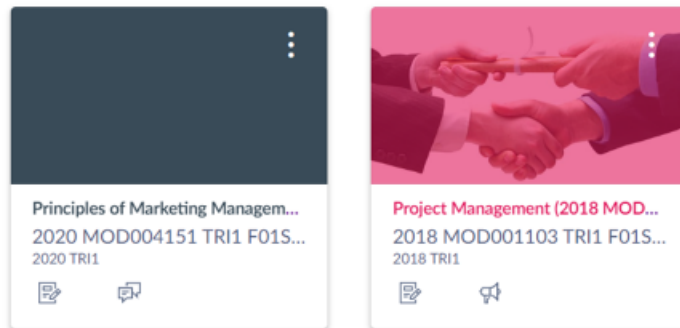 Principles of Marketing Managem...
2020 MOD004151 TRI1 F01S...
2020 TRI1
Project Management (2018 MOD...
2018 MOD001103 TRI1 F01S...
2018 TRI1